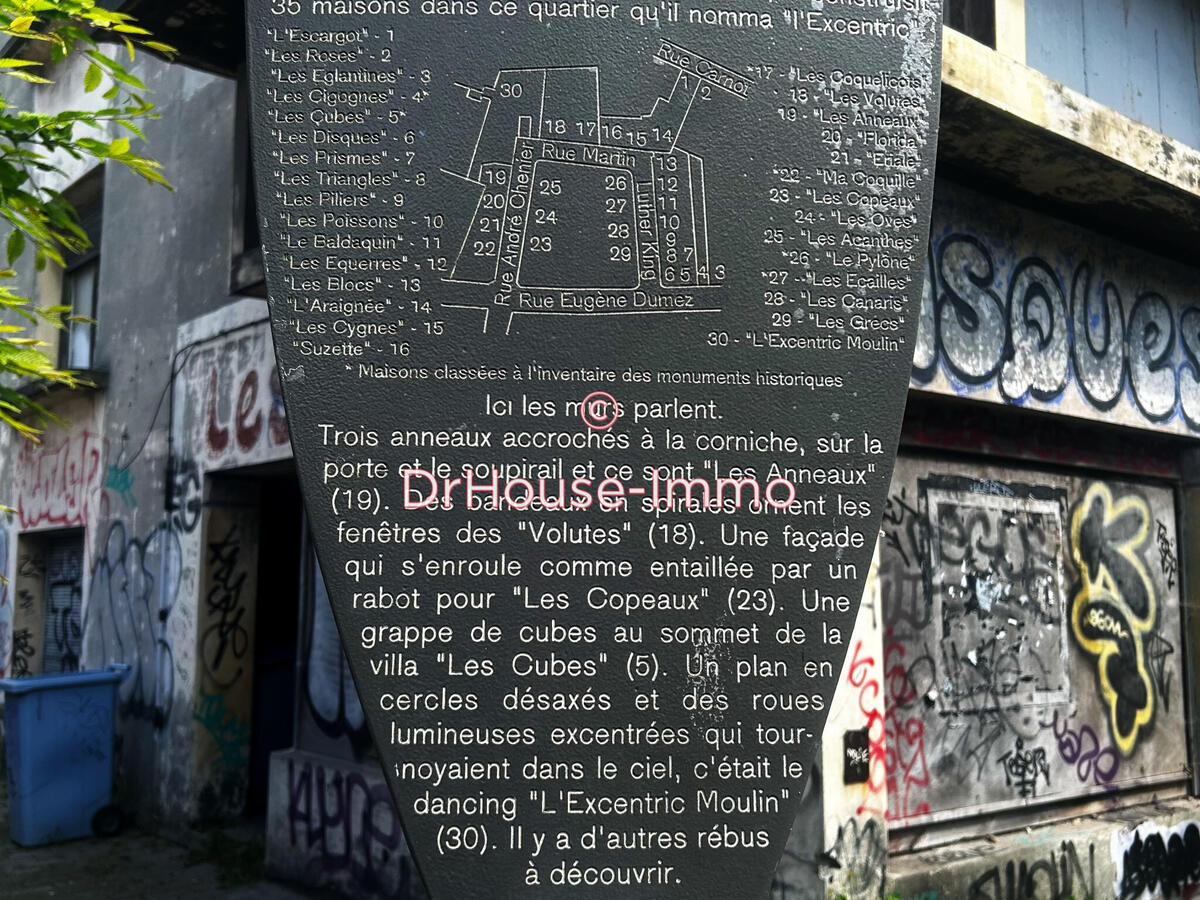 35 maisons dans ce quartier qu'il nomma "l'Excentric"
"L'Escargot" - 1
"Les Roses" - 2
"Les Eglantines" - 3
"Les Cigognes" - 4*
"Les Cubes" - 5*
"Les Disques" - 6
"Les Prismes" - 7
"Les Triangles" - 8
"Les Piliers" - 9
"Les Poissons" - 10
"Le Baldaquin" - 11
"Les Equerres" - 12
"Les Blocs" - 13
"L'Araignée" - 14
"Les Cygnes" - 15
"Suzette" - 16
Rue Carnot
1 2
30
18 17 16 15 14
Rue Martin
Luther King
Rue André Chénier
Rue Eugène Dumez
19
20
21
22
25
24
23
26
27
28
29
13
12
11
10
9
8 7
6 5 4 3
*17 - "Les Coquelicots"
18 - "Les Volutes"
19 - "Les Anneaux"
20 - "Florida"
21 -
*22 - "Ma Coquille"
23 - "Les Copeaux"
24 - "Les Oves"
25 - "Les Acanthes"
*26 - "Le Pylône"
*27 - "Les Ecailles"
28 - "Les Canaris"
29 - "Les Grecs"
30 - "L'Excentric Moulin"
* Maisons classées à l'inventaire des monuments historiques
Ici les murs parlent.
Trois anneaux accrochés à la corniche, sur la
porte et le soupirail et ce sont "Les Anneaux"
(19). Des bandeaux en spirales ornent les
fenêtres des "Volutes" (18). Une façade
qui s'enroule comme entaillée par un
rabot pour "Les Copeaux" (23). Une
grappe de cubes au sommet de la
villa "Les Cubes" (5). Un plan en
cercles désaxés et des roues
lumineuses excentrées qui tour-
noyaient dans le ciel, c'était le
dancing "L'Excentric Moulin"
(30). Il y a d'autres rébus
à découvrir.
©
DrHouse-Immo